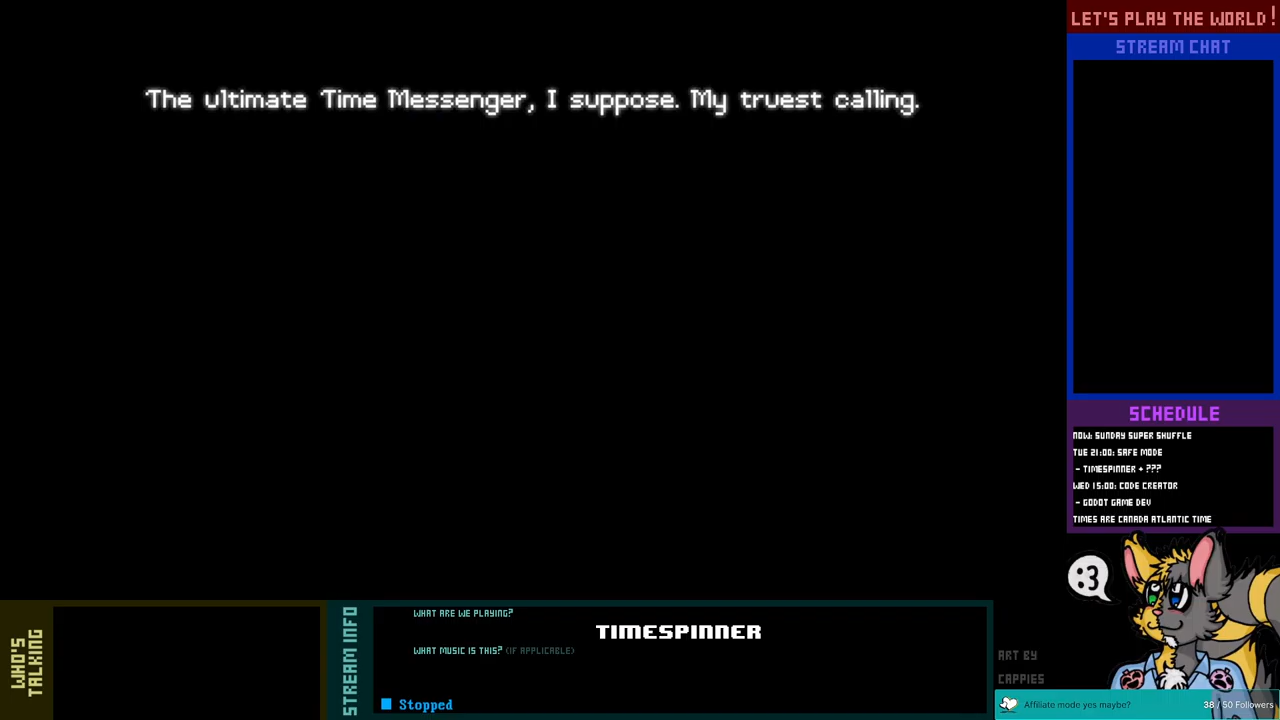 The ultimate Time Messenger, I suppose. My truest calling.
LET'S PLAY THE WORLD!
STREAM CHAT
SCHEDULE
NOW: SUNDAY SUPER SHUFFLE
TUE 21:00: SAFE MODE
- TIMESPINNER + ???
WED 15:00: CODE CREATOR
- GODOT GAME DEV
TIMES ARE CANADA ATLANTIC TIME
:3
WHO'S
TALKING
STREAM INFO
WHAT ARE WE PLAYING?
TIMESPINNER
WHAT MUSIC IS THIS? (IF APPLICABLE)
Stopped
ART BY
CAPPIES
Affiliate mode yes maybe? 38 / 50 Followers